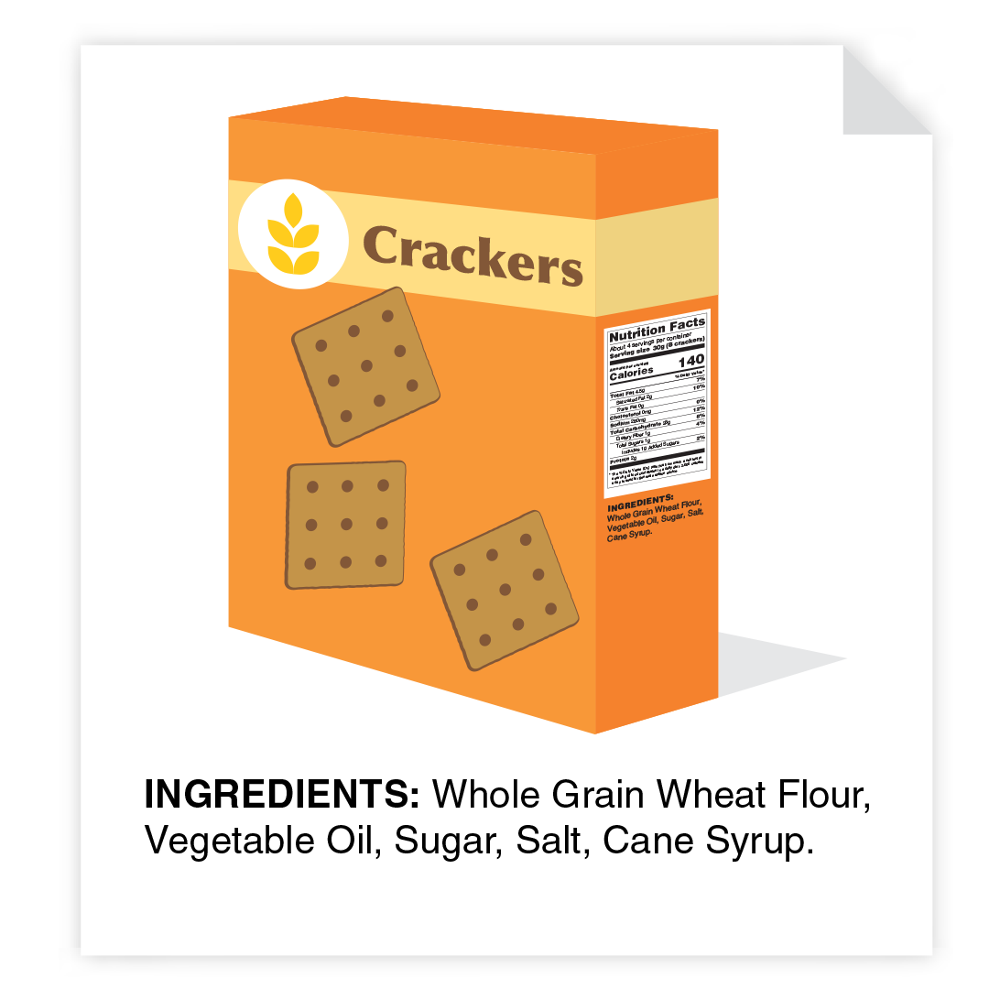 Crackers
Nutrition Facts
About 4 servings per container
Serving size 30g (8 crackers)
Amount per serving
Calories 140
% Daily Value*
Total Fat 4.5g 7%
Saturated Fat 2g 10%
Trans Fat 0g
Cholesterol 0mg 0%
Sodium 280mg 12%
Total Carbohydrate 6%
Dietary Fiber 1g 4%
Total Sugars 1g
Includes 1g Added Sugars 2%
Protein 2g
INGREDIENTS:
Whole Grain Wheat Flour,
Vegetable Oil, Sugar, Salt,
Cane Syrup.
INGREDIENTS: Whole Grain Wheat Flour,
Vegetable Oil, Sugar, Salt, Cane Syrup.